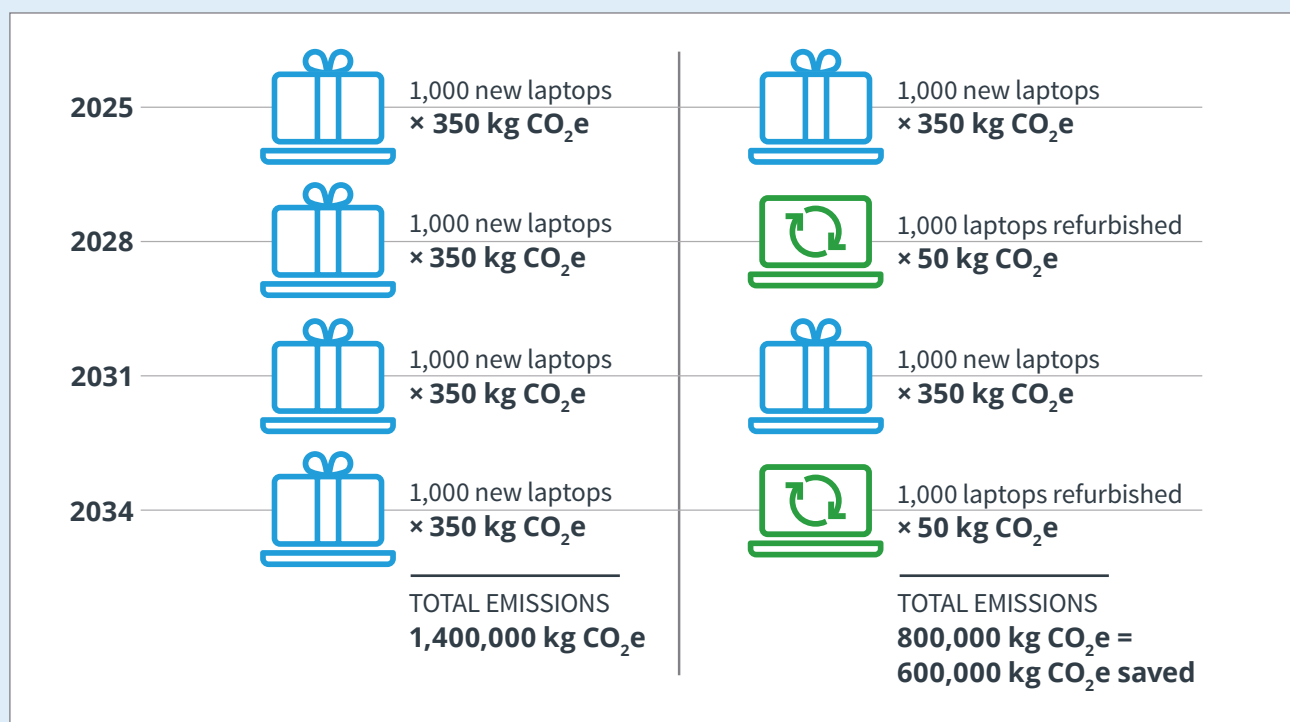 2025
1,000 new laptops
× 350 kg CO₂e
1,000 new laptops
× 350 kg CO₂e
2028
1,000 new laptops
× 350 kg CO₂e
1,000 laptops refurbished
× 50 kg CO₂e
2031
1,000 new laptops
× 350 kg CO₂e
1,000 new laptops
× 350 kg CO₂e
2034
1,000 new laptops
× 350 kg CO₂e
1,000 laptops refurbished
× 50 kg CO₂e
TOTAL EMISSIONS
1,400,000 kg CO₂e
TOTAL EMISSIONS
800,000 kg CO₂e =
600,000 kg CO₂e saved